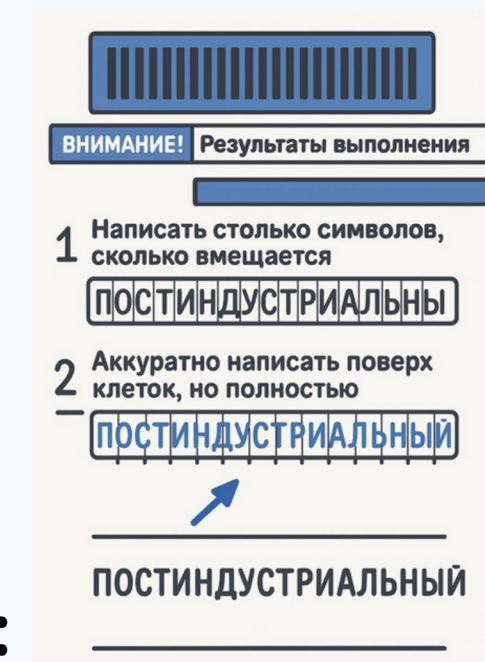 ВНИМАНИЕ! Результаты выполнения
1 Написать столько символов,
сколько вмещается
ПОСТИНДУСТРИАЛЬНЫ
2 Аккуратно написать поверх
клеток, но полностью
ПОСТИНДУСТРИАЛЬНЫЙ
ПОСТИНДУСТРИАЛЬНЫЙ